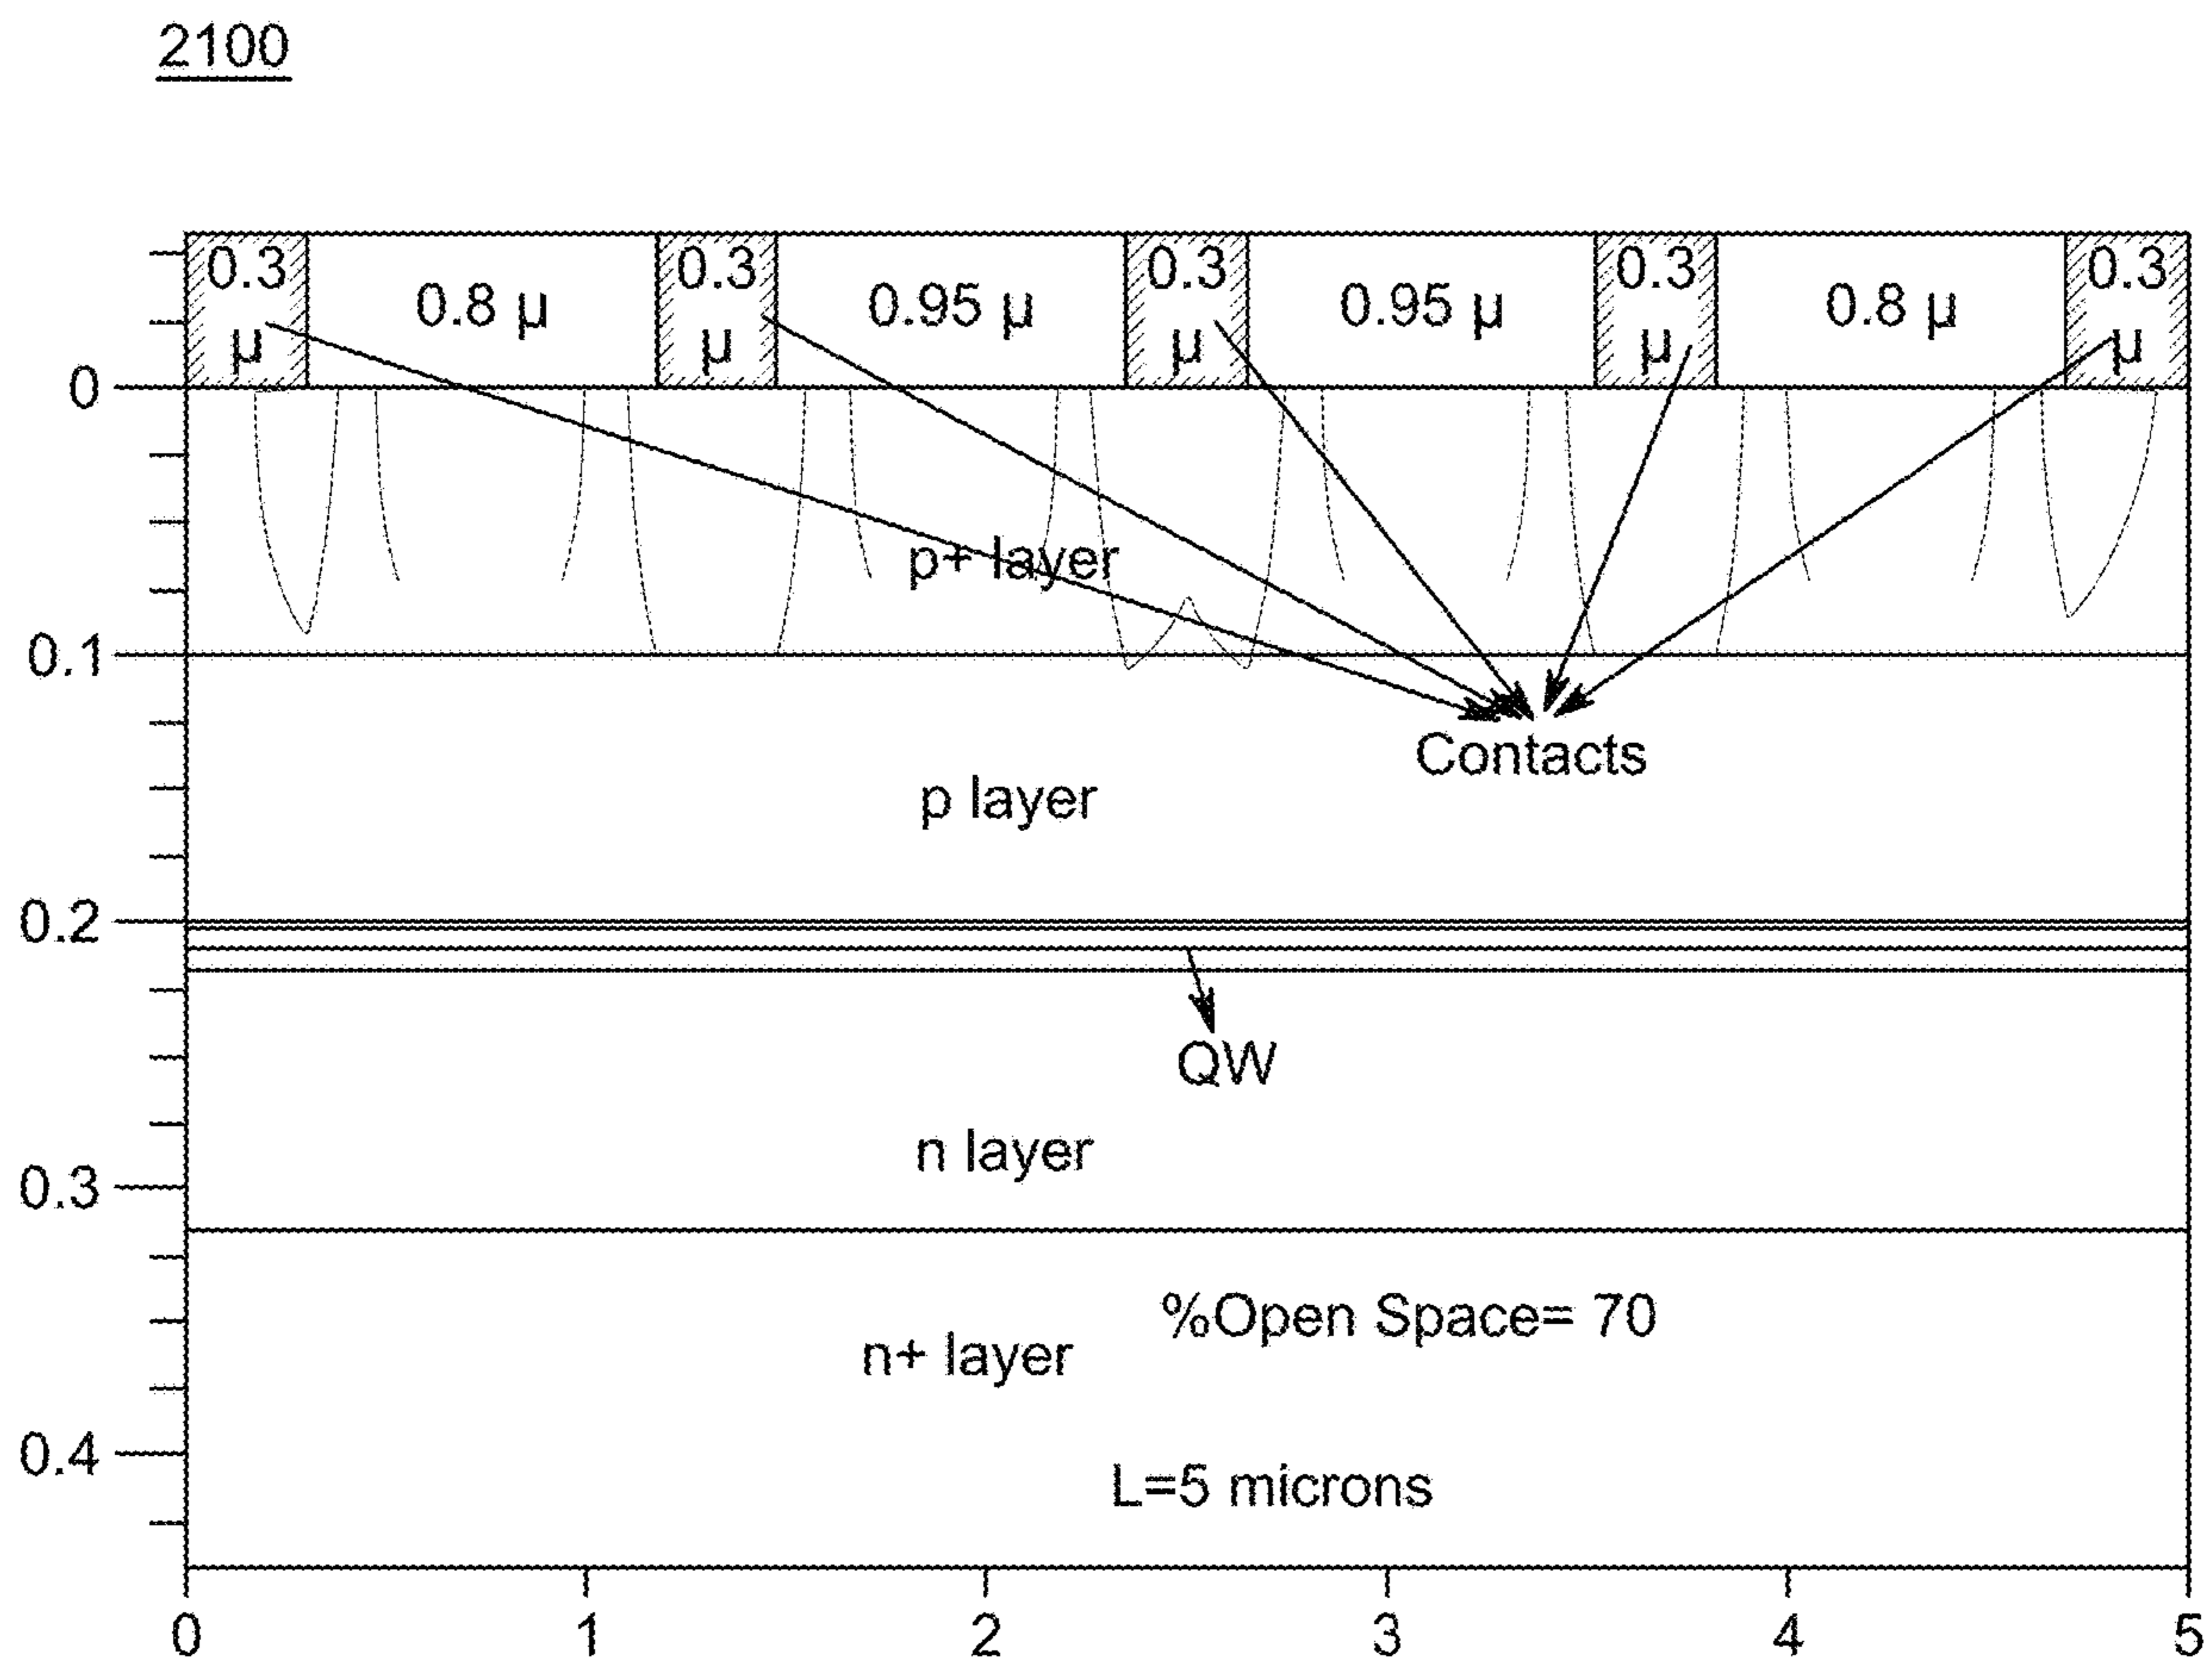 2100
0.3 μ 0.8 μ 0.3 μ 0.95 μ 0.3 μ 0.95 μ 0.3 μ 0.8 μ 0.3 μ
0
p+ layer
0.1
Contacts
p layer
0.2
QW
n layer
0.3
%Open Space= 70
n+ layer
0.4
L=5 microns
0 1 2 3 4 5